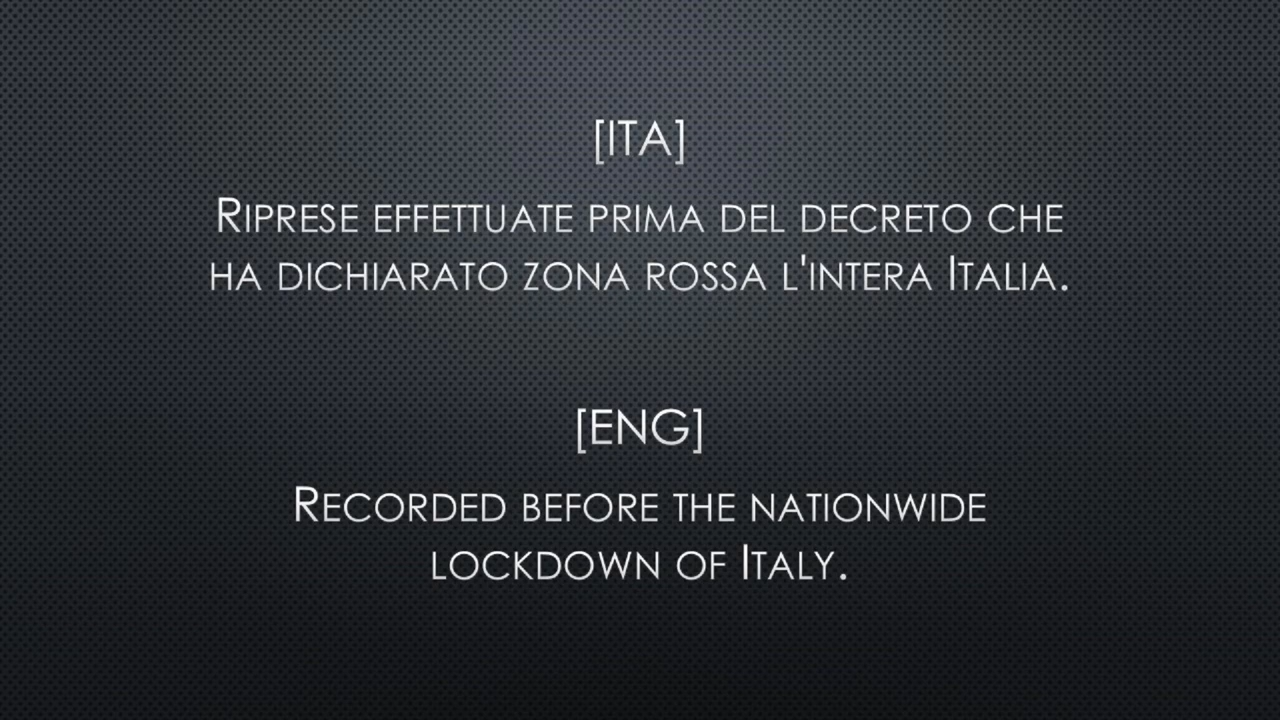 [ITA]
Riprese effettuate prima del decreto che
ha dichiarato zona rossa l'intera Italia.
[ENG]
Recorded before the nationwide
lockdown of Italy.